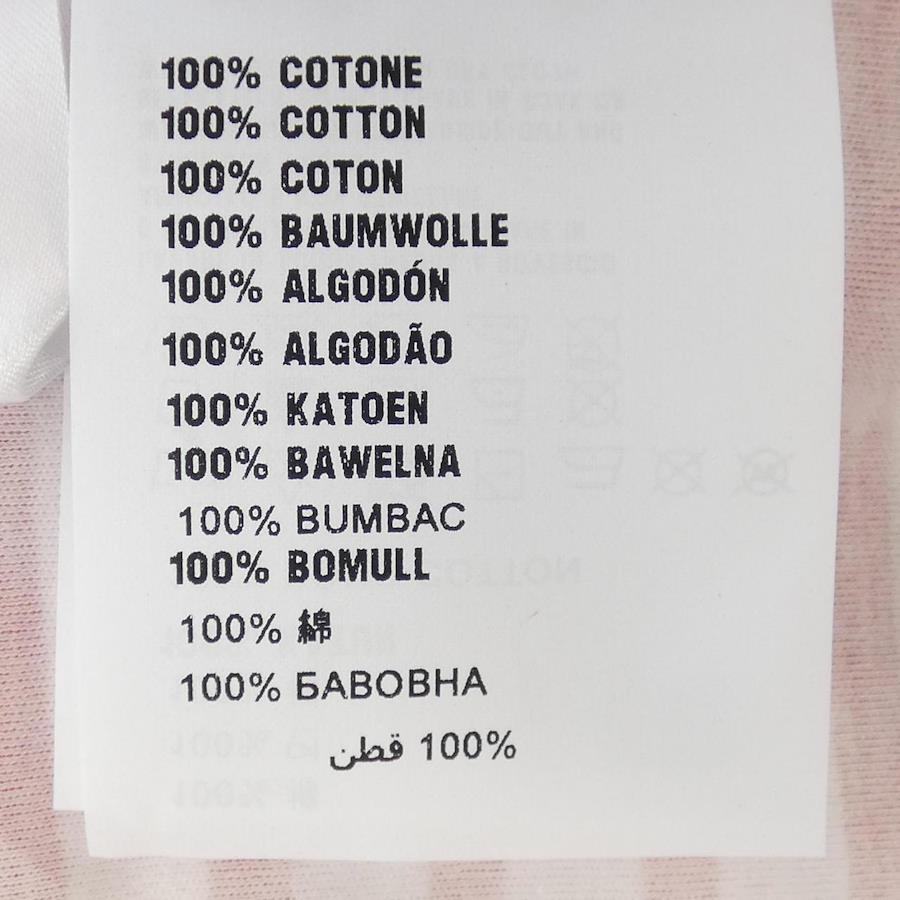 100% COTONE
100% COTTON
100% COTON
100% BAUMWOLLE
100% ALGODÓN
100% ALGODÃO
100% KATOEN
100% BAWELNA
100% BUMBAC
100% BOMULL
100% 綿
100% БАВОВНА
100% قطن